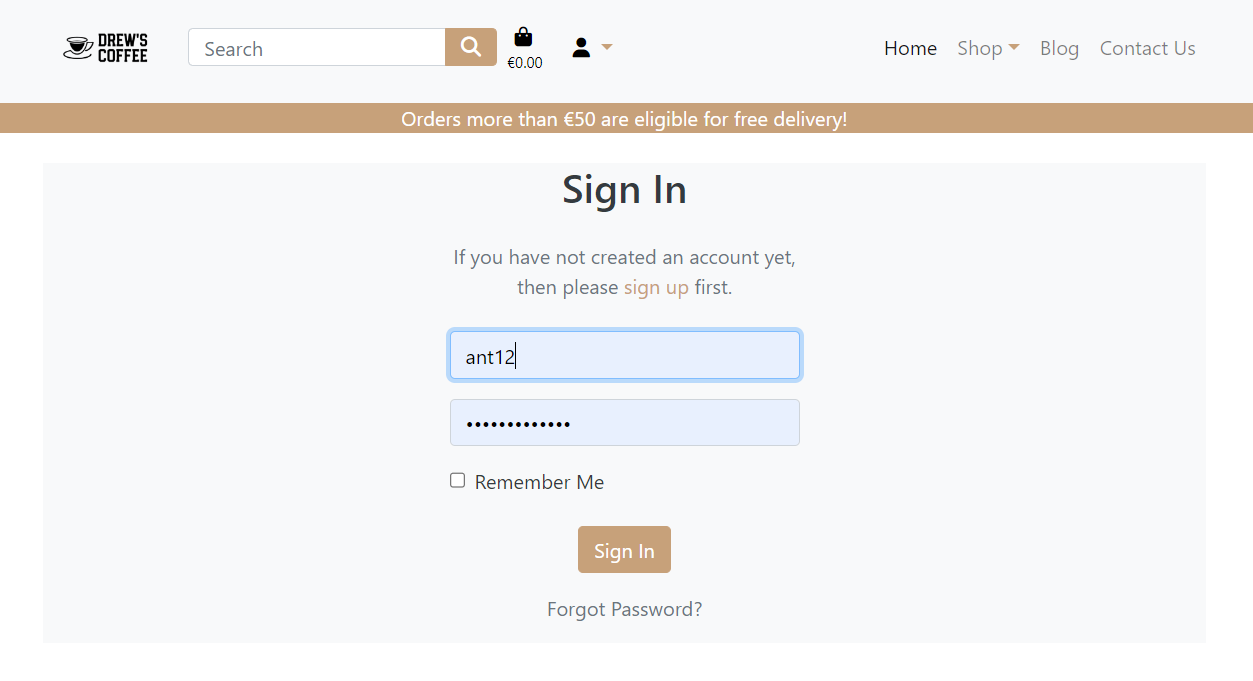 DREW'S
COFFEE
Search
€0.00
Home Shop Blog Contact Us
Orders more than €50 are eligible for free delivery!
Sign In
If you have not created an account yet,
then please sign up first.
ant12
•••••••••••••
Remember Me
Sign In
Forgot Password?